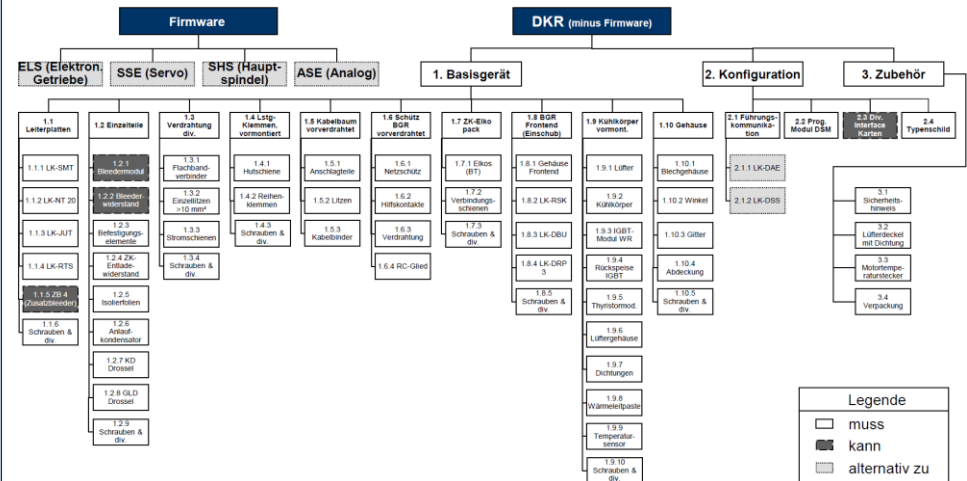 Firmware
DKR (minus Firmware)
ELS (Elektron.
Getriebe)
SSE (Servo)
SHS (Haupt-
spindel)
ASE (Analog)
1. Basisgerät
2. Konfiguration
3. Zubehör
1.1
Leiterplatten
1.2 Einzelteile
1.3
Verdrahtung
div.
1.4 Lstg-
Klemmen,
vormontiert
1.5 Kabelbaum
vorverdrahtet
1.6 Schütz
BGR
vorverdrahtet
1.7 ZK-Elko
pack
1.8 BGR
Frontend
(Einschub)
1.9 Kühlkörper
vormont.
1.10 Gehäuse
2.1 Führungs-
kommunika-
tion
2.2 Prog.
Modul DSM
2.3 Div.
Interface
Karten
2.4
Typenschild
1.1.1 LK-SMT
1.1.2 LK-NT 20
1.1.3 LK-JUT
1.1.4 LK-RTS
1.1.5 ZB 4
(Zusatzbleeder)
1.1.6
Schrauben &
div.
1.2.1
Bleedermodul
1.2.2 Bleeder-
widerstand
1.2.3
Befestigungs-
elemente
1.2.4 ZK-
Entlade-
widerstand
1.2.5
Isolierfolien
1.2.6
Anlauf-
kondensator
1.2.7 KD
Drossel
1.2.8 GLD
Drossel
1.2.9
Schrauben &
div.
1.3.1
Flachband-
verbinder
1.3.2
Einzellitzen
>10 mm²
1.3.3
Stromschienen
1.3.4
Schrauben &
div.
1.4.1
Hutschiene
1.4.2 Reihen-
klemmen
1.4.3
Schrauben &
div.
1.5.1
Anschlagteile
1.5.2 Litzen
1.5.3
Kabelbinder
1.6.1
Netzschütz
1.6.2
Hilfskontakte
1.6.3
Verdrahtung
1.6.4 RC-Glied
1.7.1 Elkos
(BT)
1.7.2
Verbindungs-
schienen
1.7.3
Schrauben &
div.
1.8.1 Gehäuse
Frontend
1.8.2 LK-RSK
1.8.3 LK-DBU
1.8.4 LK-DRP
3
1.8.5
Schrauben &
div.
1.9.1 Lüfter
1.9.2
Kühlkörper
1.9.3 IGBT-
Modul WR
1.9.4
Rückspeise
IGBT
1.9.5
Thyristormod.
1.9.6
Lüftergehäuse
1.9.7
Dichtungen
1.9.8
Wärmeleitpaste
1.9.9
Temperatur-
sensor
1.9.10
Schrauben &
div.
1.10.1
Blechgehäuse
1.10.2 Winkel
1.10.3 Gitter
1.10.4
Abdeckung
1.10.5
Schrauben &
div.
2.1.1 LK-DAE
2.1.2 LK-DSS
3.1
Sicherheits-
hinweis
3.2
Lüfterdeckel
mit Dichtung
3.3
Motortempe-
raturstecker
3.4
Verpackung
Legende
muss
kann
alternativ zu